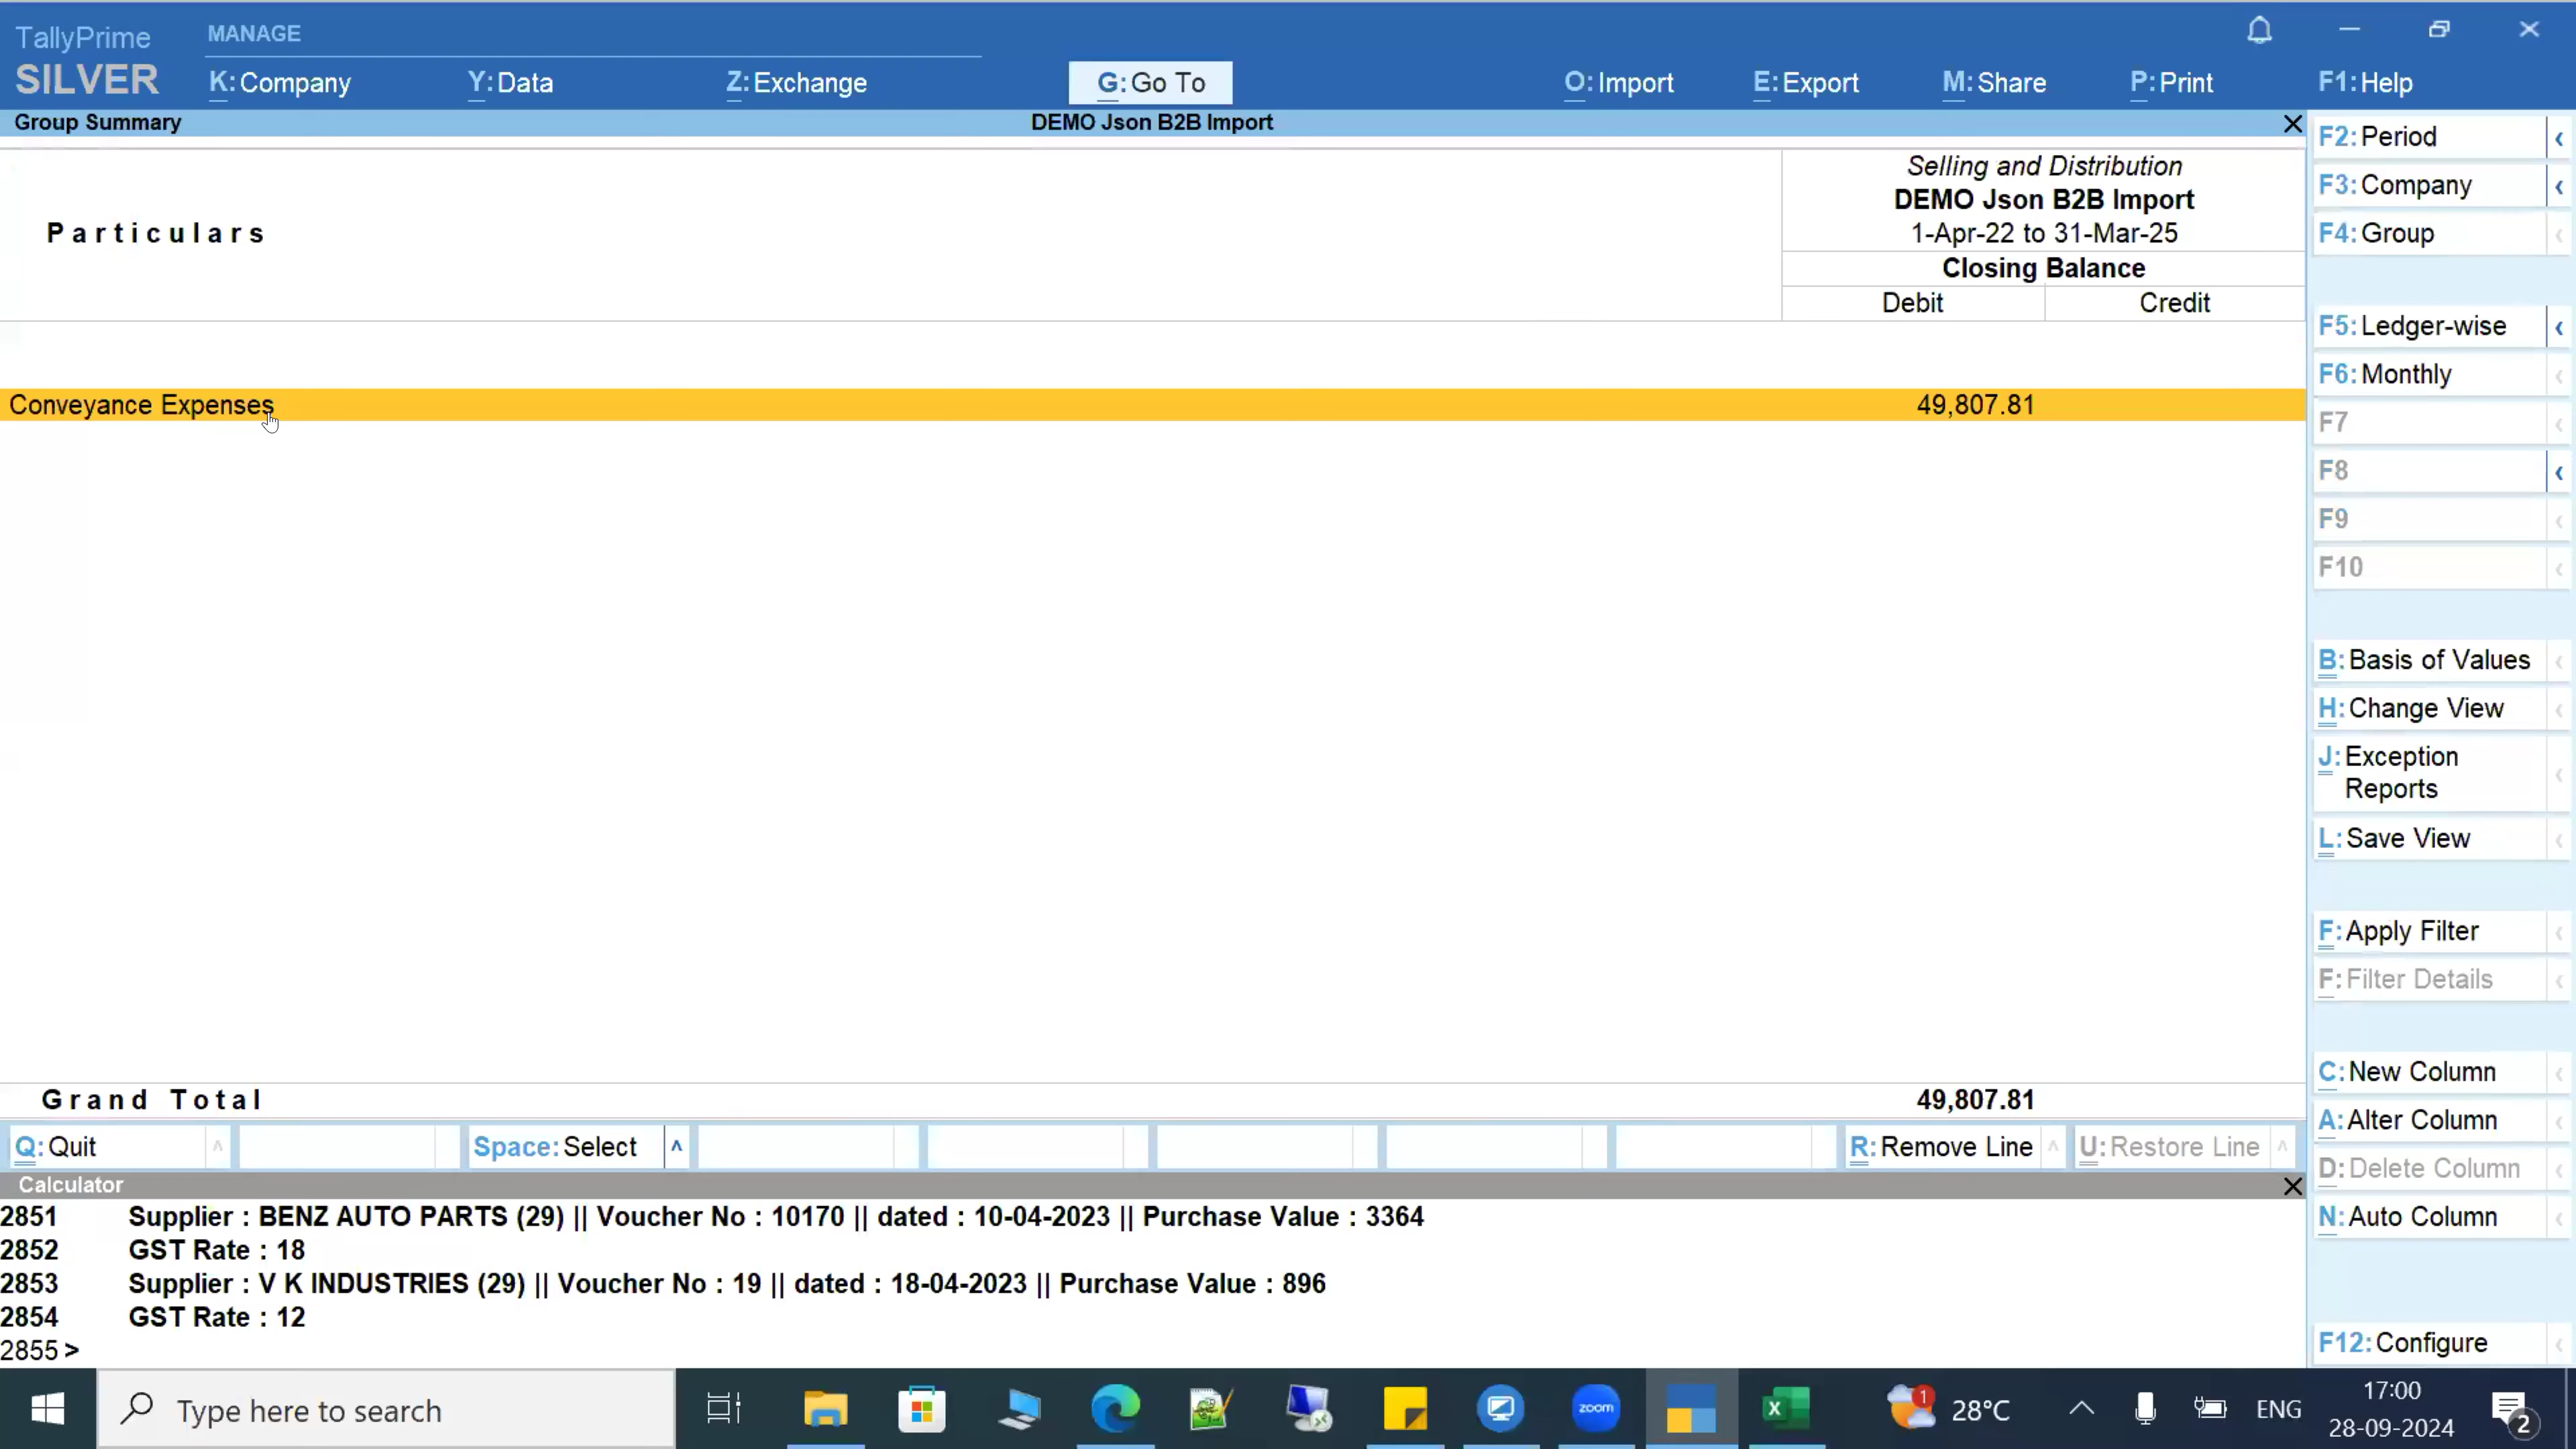 TallyPrime
SILVER
MANAGE
K: Company
Y: Data
Z: Exchange
G: Go To
O: Import
E: Export
M: Share
P: Print
F1: Help
Group Summary
DEMO Json B2B Import
Particulars
Selling and Distribution
DEMO Json B2B Import
1-Apr-22 to 31-Mar-25
Closing Balance
Debit Credit
Conveyance Expenses 49,807.81
Grand Total 49,807.81
Q: Quit
Space: Select
R: Remove Line
U: Restore Line
F2: Period
F3: Company
F4: Group
F5: Ledger-wise
F6: Monthly
F7
F8
F9
F10
B: Basis of Values
H: Change View
J: Exception
Reports
L: Save View
F: Apply Filter
F: Filter Details
C: New Column
A: Alter Column
D: Delete Column
N: Auto Column
F12: Configure
Calculator
2851 Supplier : BENZ AUTO PARTS (29) || Voucher No : 10170 || dated : 10-04-2023 || Purchase Value : 3364
2852 GST Rate : 18
2853 Supplier : V K INDUSTRIES (29) || Voucher No : 19 || dated : 18-04-2023 || Purchase Value : 896
2854 GST Rate : 12
2855 >
Type here to search
zoom
X
1
28°C
ENG
17:00
28-09-2024
2